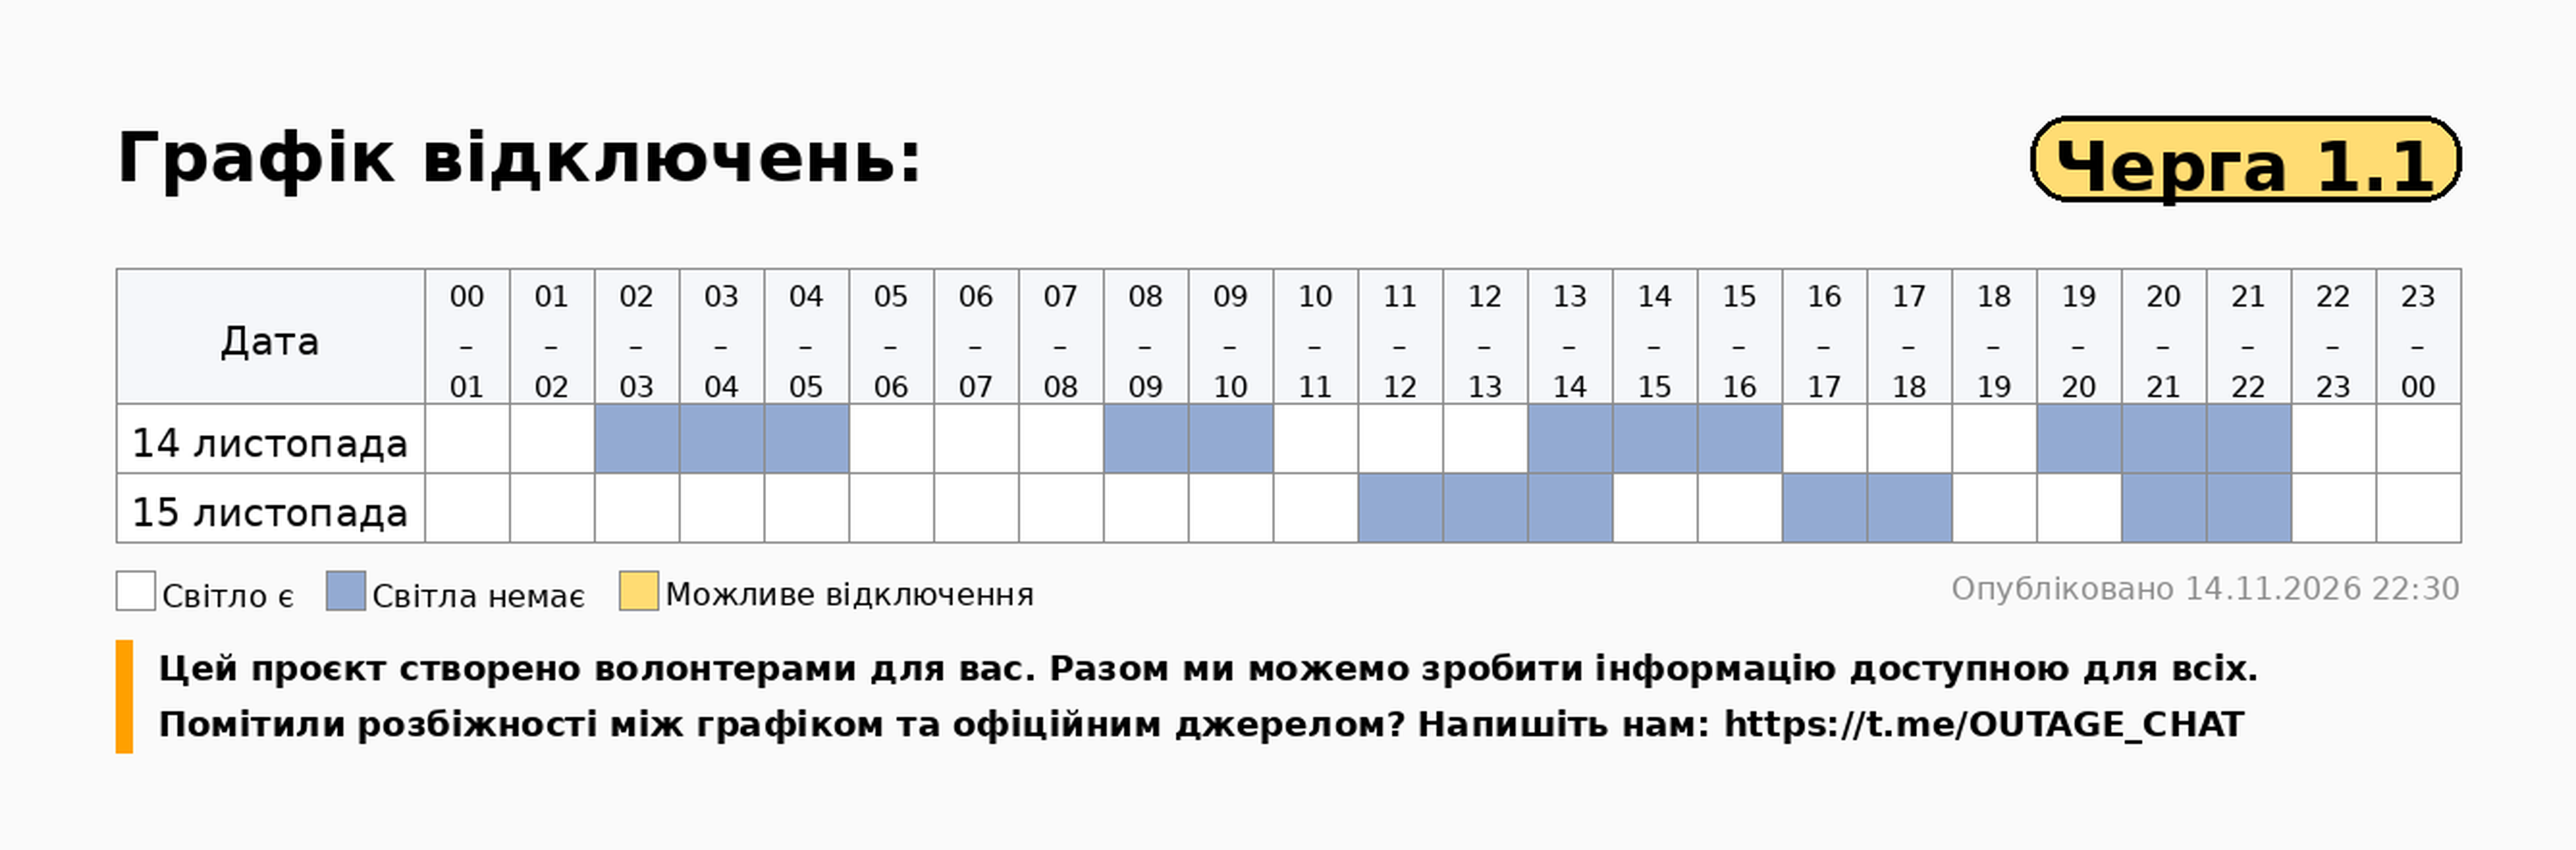 Графік відключень:
Черга 1.1
Дата 00 – 01 01 – 02 02 – 03 03 – 04 04 – 05 05 – 06 06 – 07 07 – 08 08 – 09 09 – 10 10 – 11 11 – 12 12 – 13 13 – 14 14 – 15 15 – 16 16 – 17 17 – 18 18 – 19 19 – 20 20 – 21 21 – 22 22 – 23 23 – 00
14 листопада
15 листопада
Світло є Світла немає Можливе відключення
Опубліковано 14.11.2026 22:30
Цей проєкт створено волонтерами для вас. Разом ми можемо зробити інформацію доступною для всіх.
Помітили розбіжності між графіком та офіційним джерелом? Напишіть нам: https://t.me/OUTAGE_CHAT